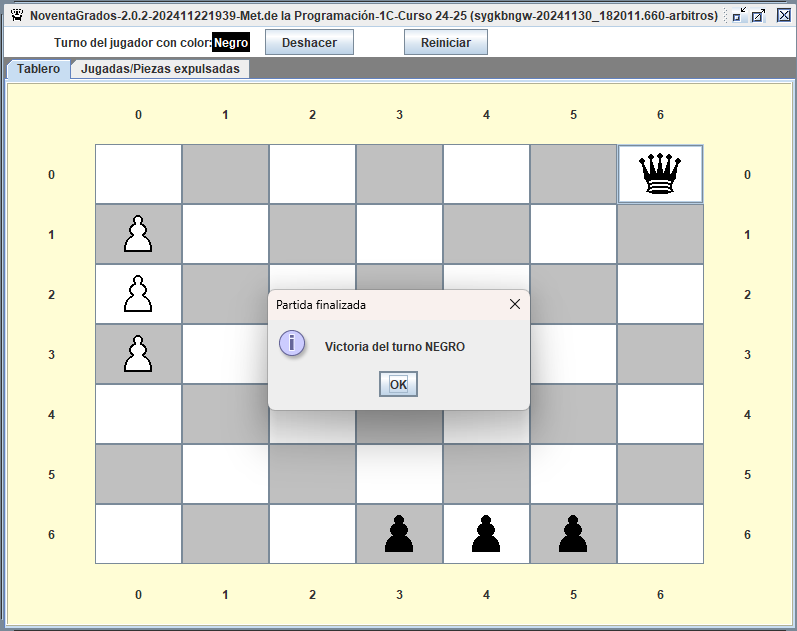 NoventaGrados-2.0.2-202411221939-Met.de la Programación-1C-Curso 24-25 (sygkbngw-20241130_182011.660-arbitros)
Turno del jugador con color: Negro Deshacer Reiniciar
Tablero Jugadas/Piezas expulsadas
0 1 2 3 4 5 6
0 0
1 1
2 2
Partida finalizada
3 Victoria del turno NEGRO 3
OK
4 4
5 5
6 6
0 1 2 3 4 5 6